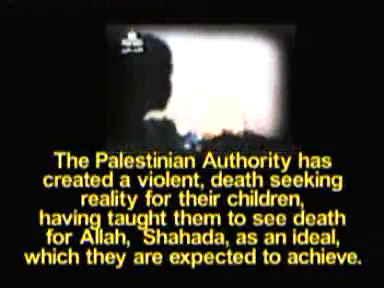 The Palestinian Authority has
created a violent, death seeking
reality for their children,
having taught them to see death
for Allah,  Shahada, as an ideal,
which they are expected to achieve.